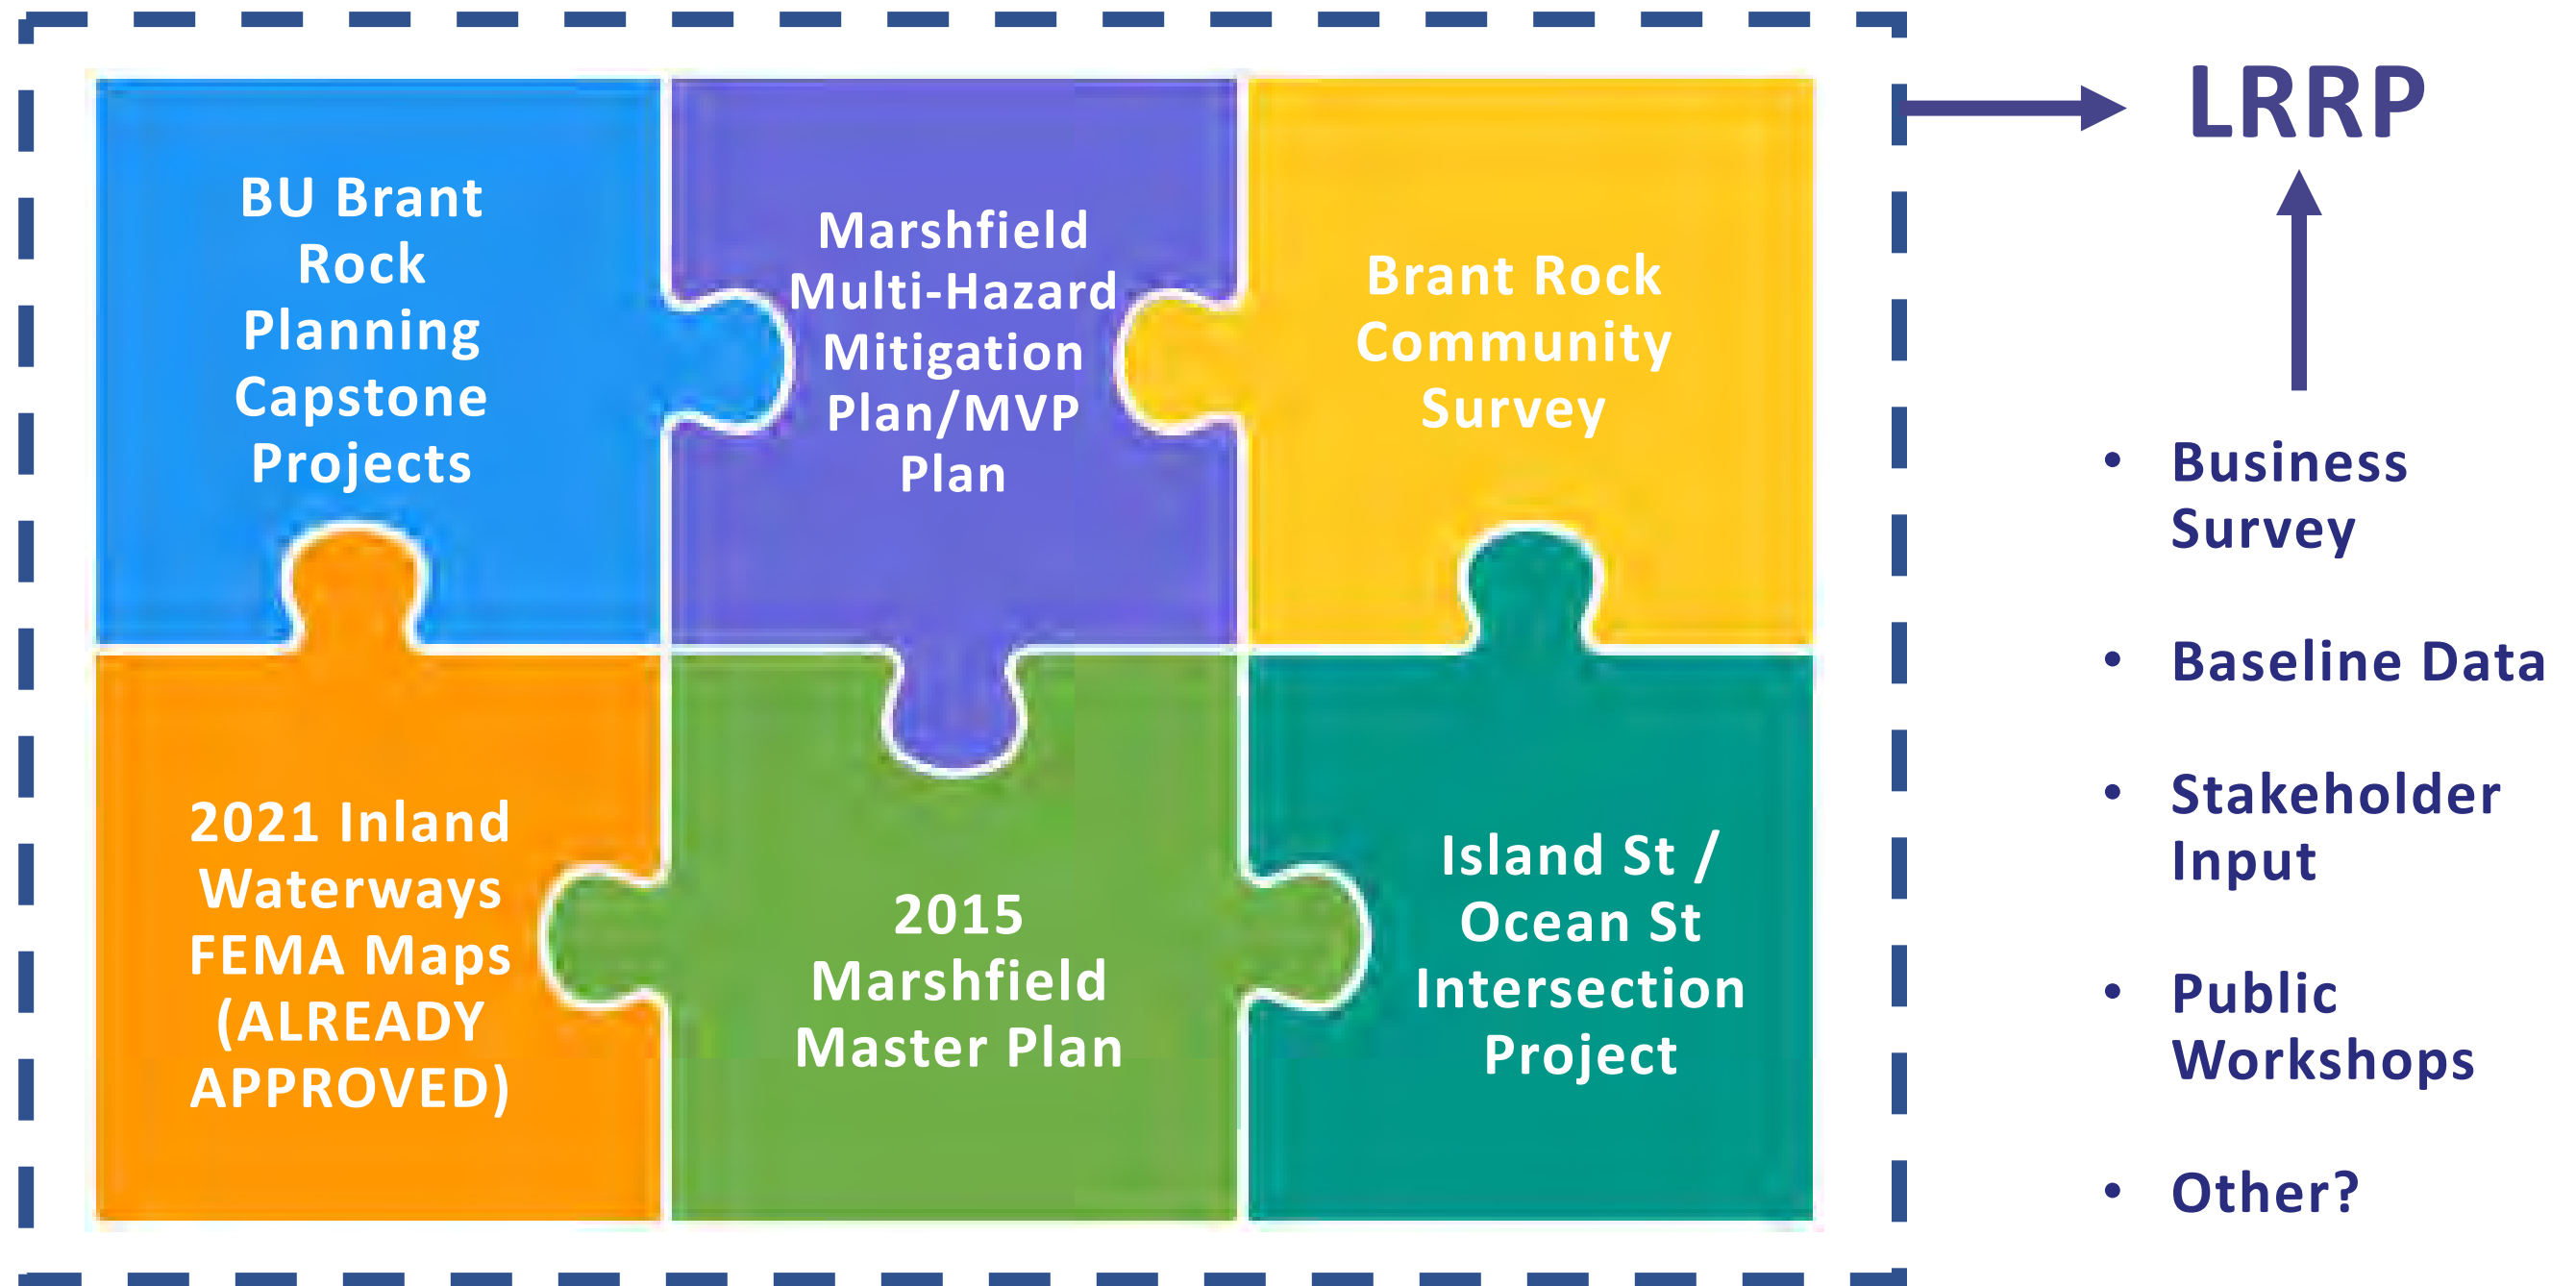 BU Brant
Rock
Planning
Capstone
Projects
Marshfield
Multi-Hazard
Mitigation
Plan/MVP
Plan
Brant Rock
Community
Survey
2021 Inland
Waterways
FEMA Maps
(ALREADY
APPROVED)
2015
Marshfield
Master Plan
Island St /
Ocean St
Intersection
Project
LRRP
• Business
Survey
• Baseline Data
• Stakeholder
Input
• Public
Workshops
• Other?